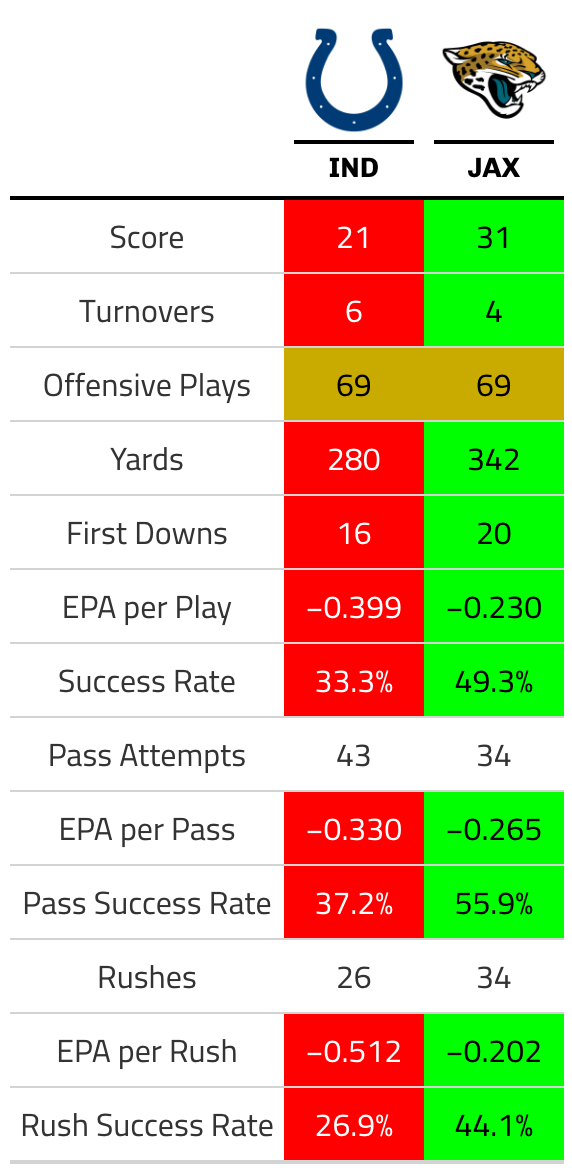 IND JAX
Score 21 31
Turnovers 6 4
Offensive Plays 69 69
Yards 280 342
First Downs 16 20
EPA per Play −0.399 −0.230
Success Rate 33.3% 49.3%
Pass Attempts 43 34
EPA per Pass −0.330 −0.265
Pass Success Rate 37.2% 55.9%
Rushes 26 34
EPA per Rush −0.512 −0.202
Rush Success Rate 26.9% 44.1%